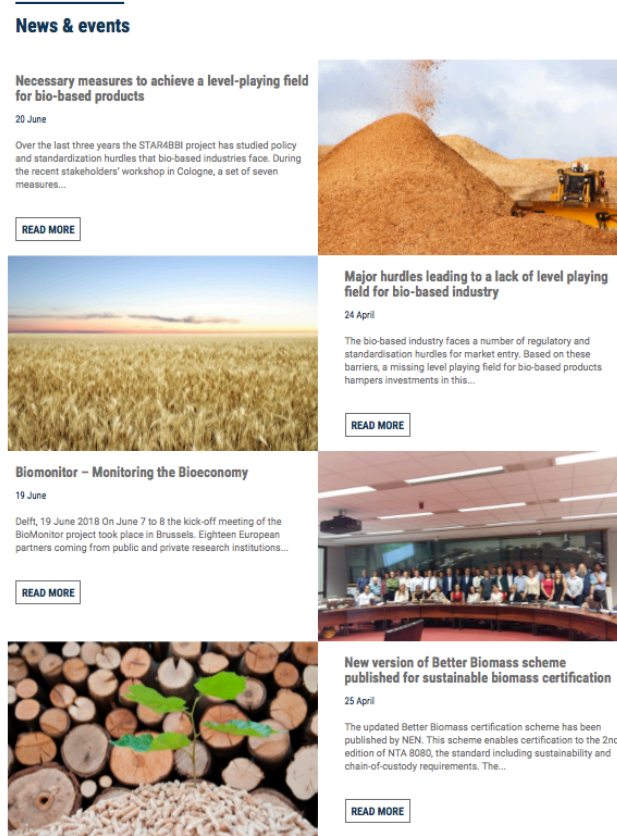 News & events
Necessary measures to achieve a level-playing field
for bio-based products
20 June
Over the last three years the STAR4BBI project has studied policy
and standardization hurdles that bio-based industries face. During
the recent stakeholders' workshop in Cologne, a set of seven
measures...
READ MORE
Major hurdles leading to a lack of level playing
field for bio-based industry
24 April
The bio-based industry faces a number of regulatory and
standardisation hurdles for market entry. Based on these
barriers, a missing level playing field for bio-based products
hampers investments in this...
READ MORE
Biomonitor – Monitoring the Bioeconomy
19 June
Delft, 19 June 2018 On June 7 to 8 the kick-off meeting of the
BioMonitor project took place in Brussels. Eighteen European
partners coming from public and private research institutions...
READ MORE
New version of Better Biomass scheme
published for sustainable biomass certification
25 April
The updated Better Biomass certification scheme has been
published by NEN. This scheme enables certification to the 2nd
edition of NTA 8080, the standard including sustainability and
chain-of-custody requirements. The...
READ MORE